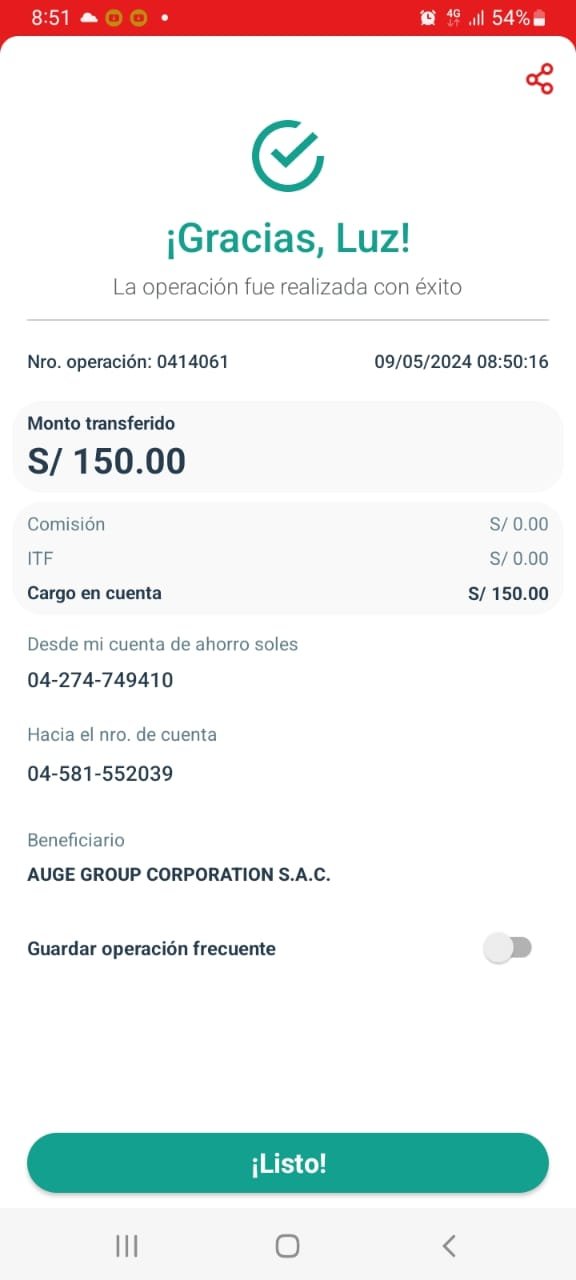 8:51 4G 54%
¡Gracias, Luz!
La operación fue realizada con éxito
Nro. operación: 0414061 09/05/2024 08:50:16
Monto transferido
S/ 150.00
Comisión S/ 0.00
ITF S/ 0.00
Cargo en cuenta S/ 150.00
Desde mi cuenta de ahorro soles
04-274-749410
Hacia el nro. de cuenta
04-581-552039
Beneficiario
AUGE GROUP CORPORATION S.A.C.
Guardar operación frecuente
¡Listo!